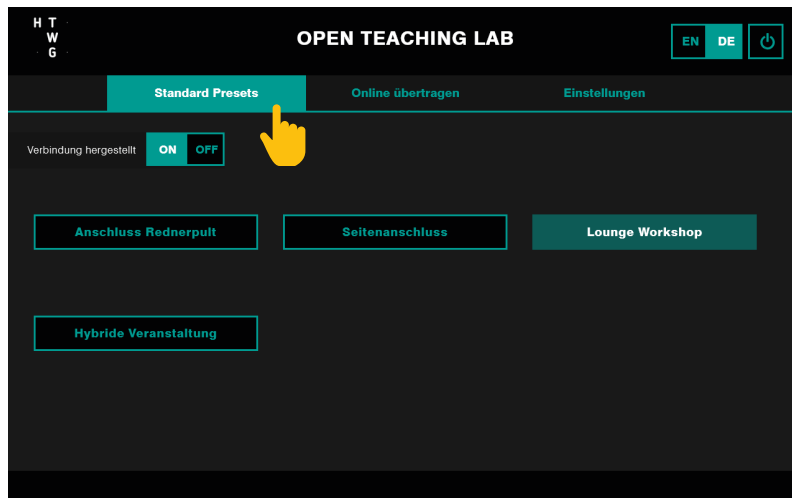 H T
W
G
OPEN TEACHING LAB
EN DE
Standard Presets Online übertragen Einstellungen
Verbindung hergestellt ON OFF
Anschluss Rednerpult Seitenanschluss Lounge Workshop
Hybride Veranstaltung